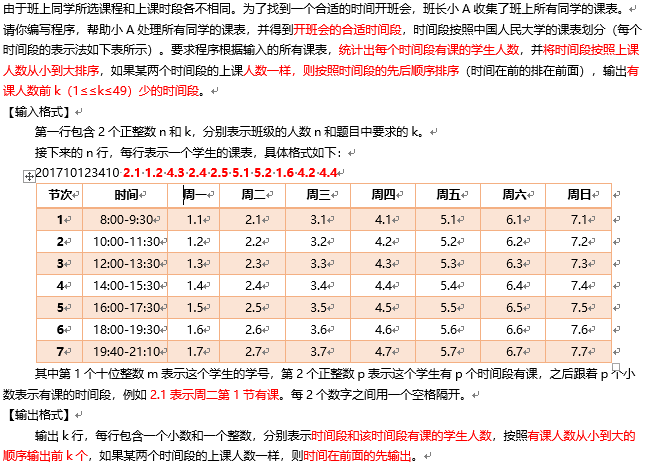 由于班上同学所选课程和上课时段各不相同。为了找到一个合适的时间开班会，班长小 A 收集了班上所有同学的课表。
请你编写程序，帮助小 A 处理所有同学的课表，并得到开班会的合适时间段，时间段按照中国人民大学的课表划分（每个
时间段的表示法如下表所示）。要求程序根据输入的所有课表，统计出每个时间段有课的学生人数，并将时间段按照上课
人数从小到大排序，如果某两个时间段的上课人数一样，则按照时间段的先后顺序排序（时间在前的排在前面），输出有
课人数前 k（1≤≤k≤49）少的时间段。
【输入格式】
第一行包含 2 个正整数 n 和 k，分别表示班级的人数 n 和题目中要求的 k。
接下来的 n 行，每行表示一个学生的课表，具体格式如下：
201710123410 2.1·1.2·4.3·2.4·2.5·5.1·5.2·1.6·4.2·4.4
节次 时间 周一 周二 周三 周四 周五 周六 周日
1 8:00-9:30 1.1 2.1 3.1 4.1 5.1 6.1 7.1
2 10:00-11:30 1.2 2.2 3.2 4.2 5.2 6.2 7.2
3 12:00-13:30 1.3 2.3 3.3 4.3 5.3 6.3 7.3
4 14:00-15:30 1.4 2.4 3.4 4.4 5.4 6.4 7.4
5 16:00-17:30 1.5 2.5 3.5 4.5 5.5 6.5 7.5
6 18:00-19:30 1.6 2.6 3.6 4.6 5.6 6.6 7.6
7 19:40-21:10 1.7 2.7 3.7 4.7 5.7 6.7 7.7
其中第 1 个十位整数 m 表示这个学生的学号，第 2 个正整数 p 表示这个学生有 p 个时间段有课，之后跟着 p 个小
数表示有课的时间段，例如 2.1 表示周二第 1 节有课。每 2 个数字之间用一个空格隔开。
【输出格式】
输出 k 行，每行包含一个小数和一个整数，分别表示时间段和该时间段有课的学生人数，按照有课人数从小到大的
顺序输出前 k 个，如果某两个时间段的上课人数一样，则时间在前面的先输出。